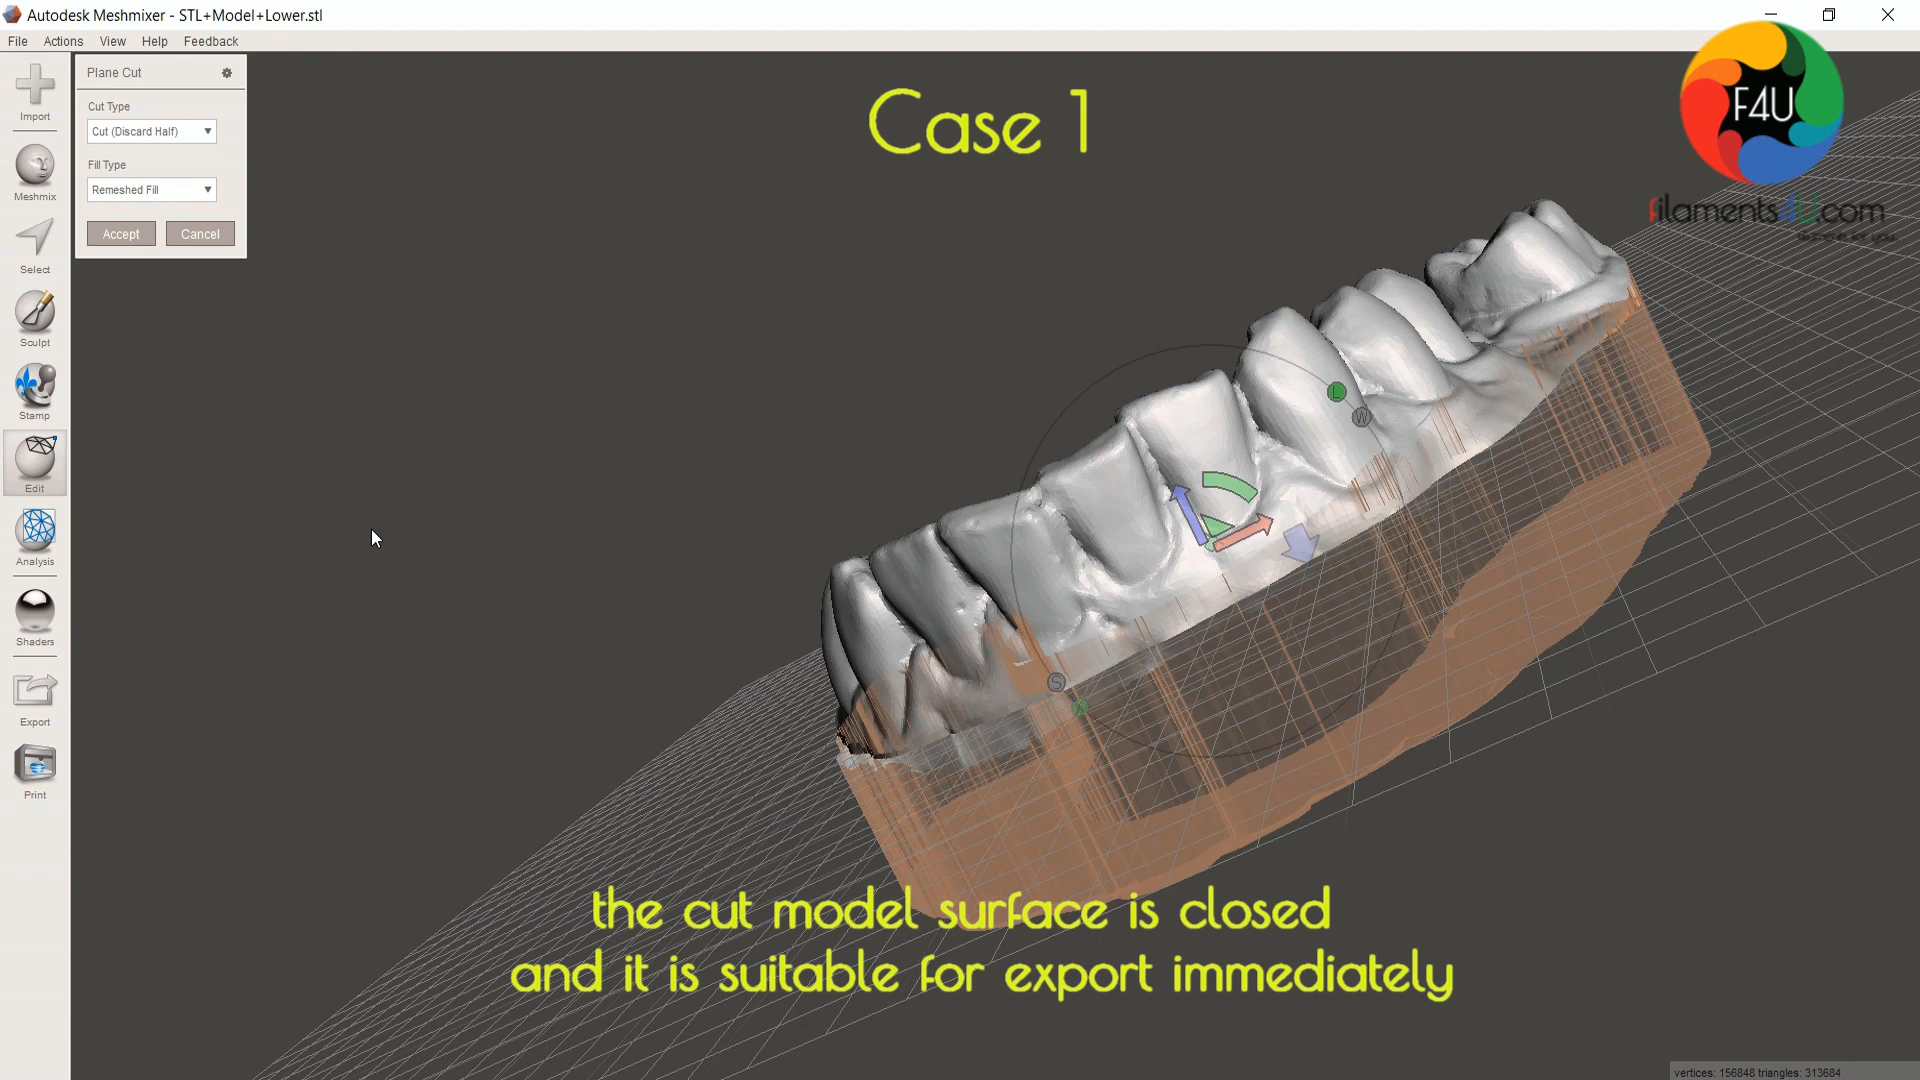 Autodesk Meshmixer - STL+Model+Lower.stl
File Actions View Help Feedback
Plane Cut
Cut Type
Cut (Discard Half)
Fill Type
Remeshed Fill
Accept Cancel
Import
Meshmix
Select
Sculpt
Stamp
Edit
Analysis
Shaders
Export
Print
Case 1
F4U
filaments4U.com
L
W
S
the cut model surface is closed
and it is suitable for export immediately
vertices: 156848 triangles: 313684